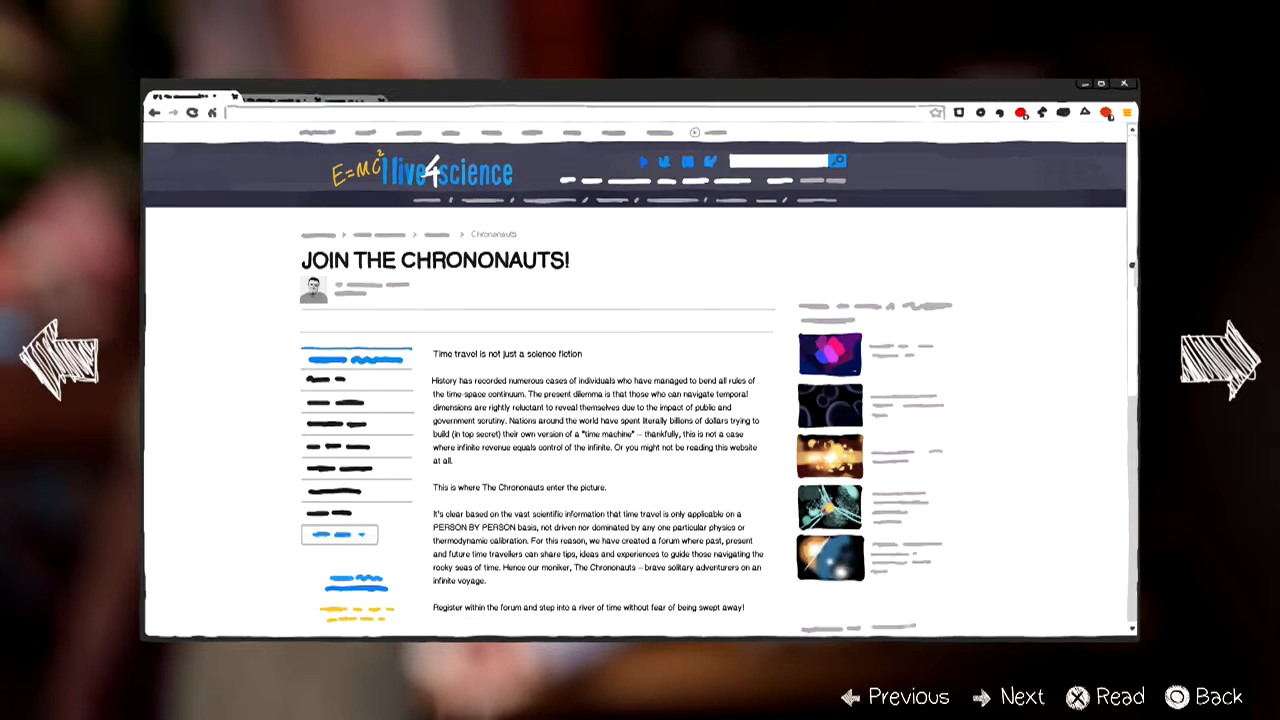 E=MC² I live4science
Chrononauts
JOIN THE CHRONONAUTS!
Time travel is not just a science fiction
History has recorded numerous cases of individuals who have managed to bend all rules of
the time-space continuum. The present dilemma is that those who can navigate temporal
dimensions are rightly reluctant to reveal themselves due to the impact of public and
government scrutiny. Nations around the world have spent literally billions of dollars trying to
build (in top secret) their own version of a "time machine" – thankfully, this is not a case
where infinite revenue equals control of the infinite. Or you might not be reading this website
at all.
This is where The Chrononauts enter the picture.
It's clear based on the vast scientific information that time travel is only applicable on a
PERSON BY PERSON basis, not driven nor dominated by any one particular physics or
thermodynamic calibration. For this reason, we have created a forum where past, present
and future time travellers can share tips, ideas and experiences to guide those navigating the
rocky seas of time. Hence our moniker, The Chrononauts – brave solitary adventurers on an
infinite voyage.
Register within the forum and step into a river of time without fear of being swept away!
Previous Next Read Back